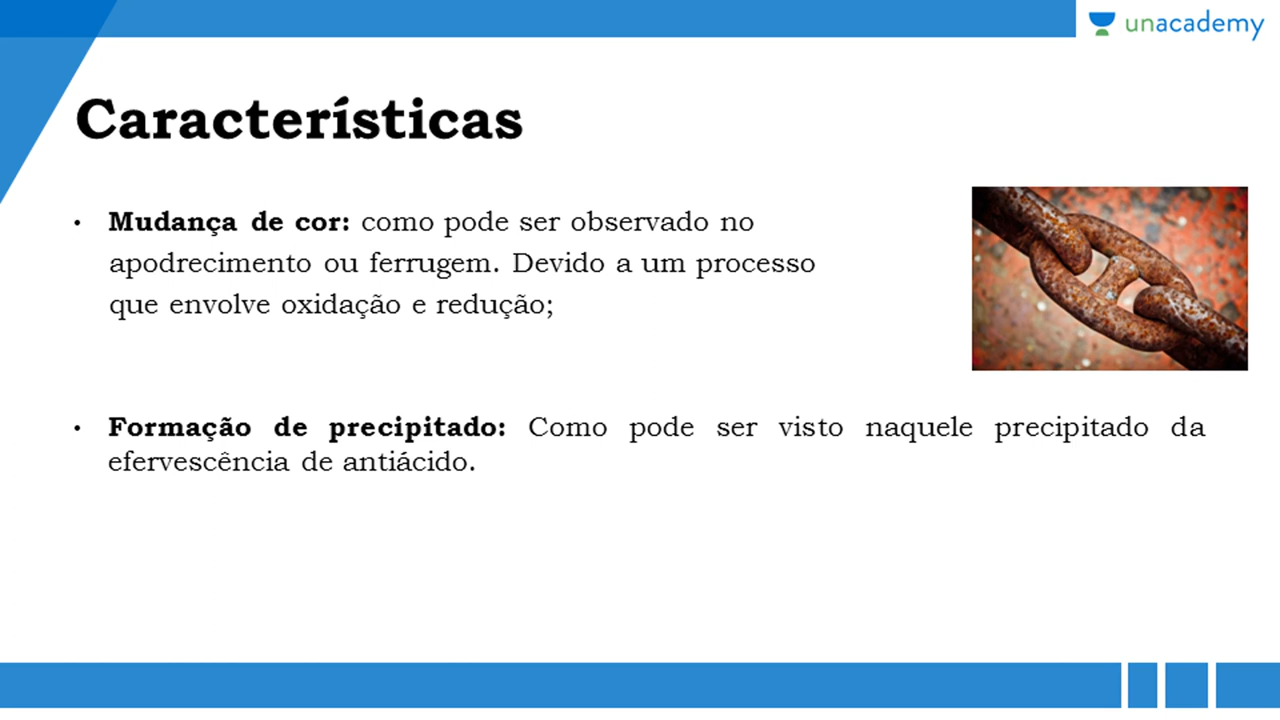 unacademy
Características
• Mudança de cor: como pode ser observado no
apodrecimento ou ferrugem. Devido a um processo
que envolve oxidação e redução;
• Formação de precipitado: Como pode ser visto naquele precipitado da
efervescência de antiácido.